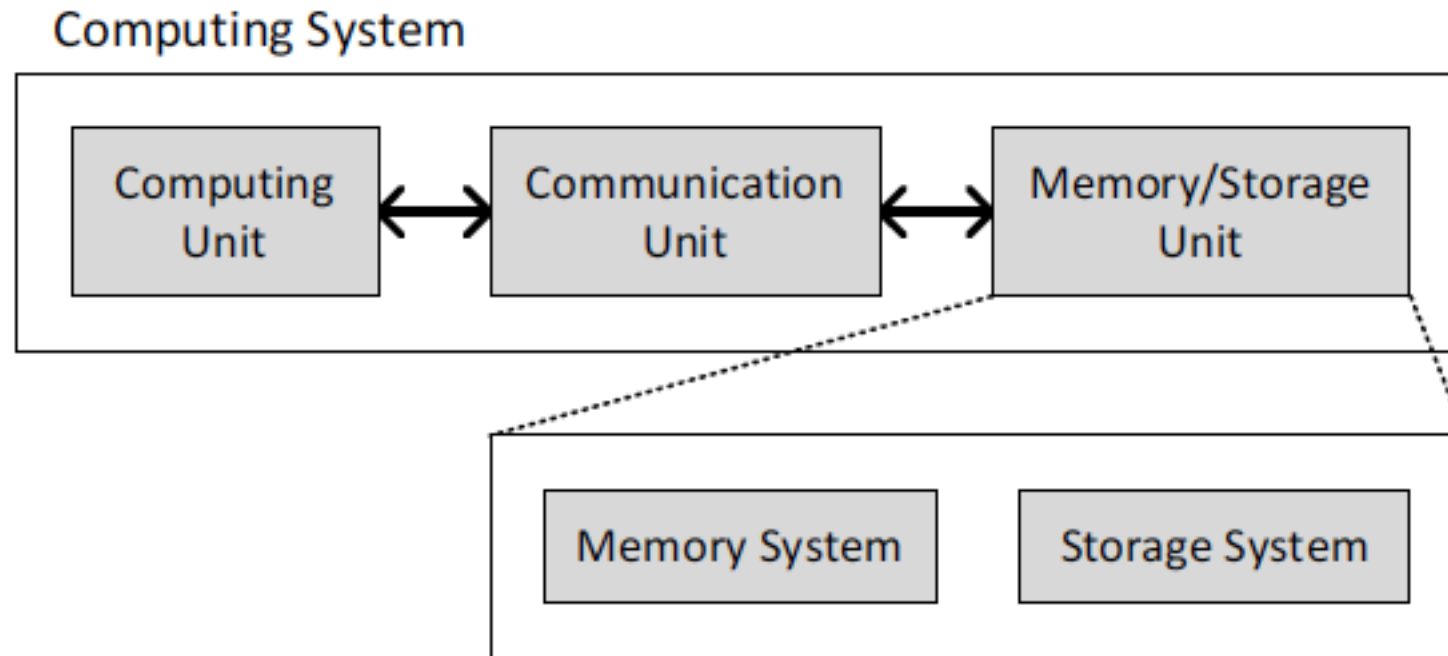 Computing System
Computing
Unit
Communication
Unit
Memory/Storage
Unit
Memory System
Storage System